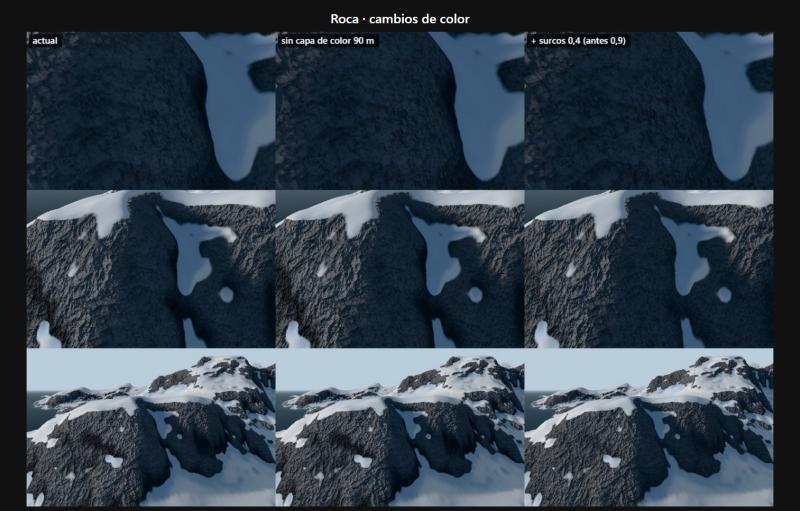 Roca · cambios de color
actual
sin capa de color 90 m
+ surcos 0,4 (antes 0,9)